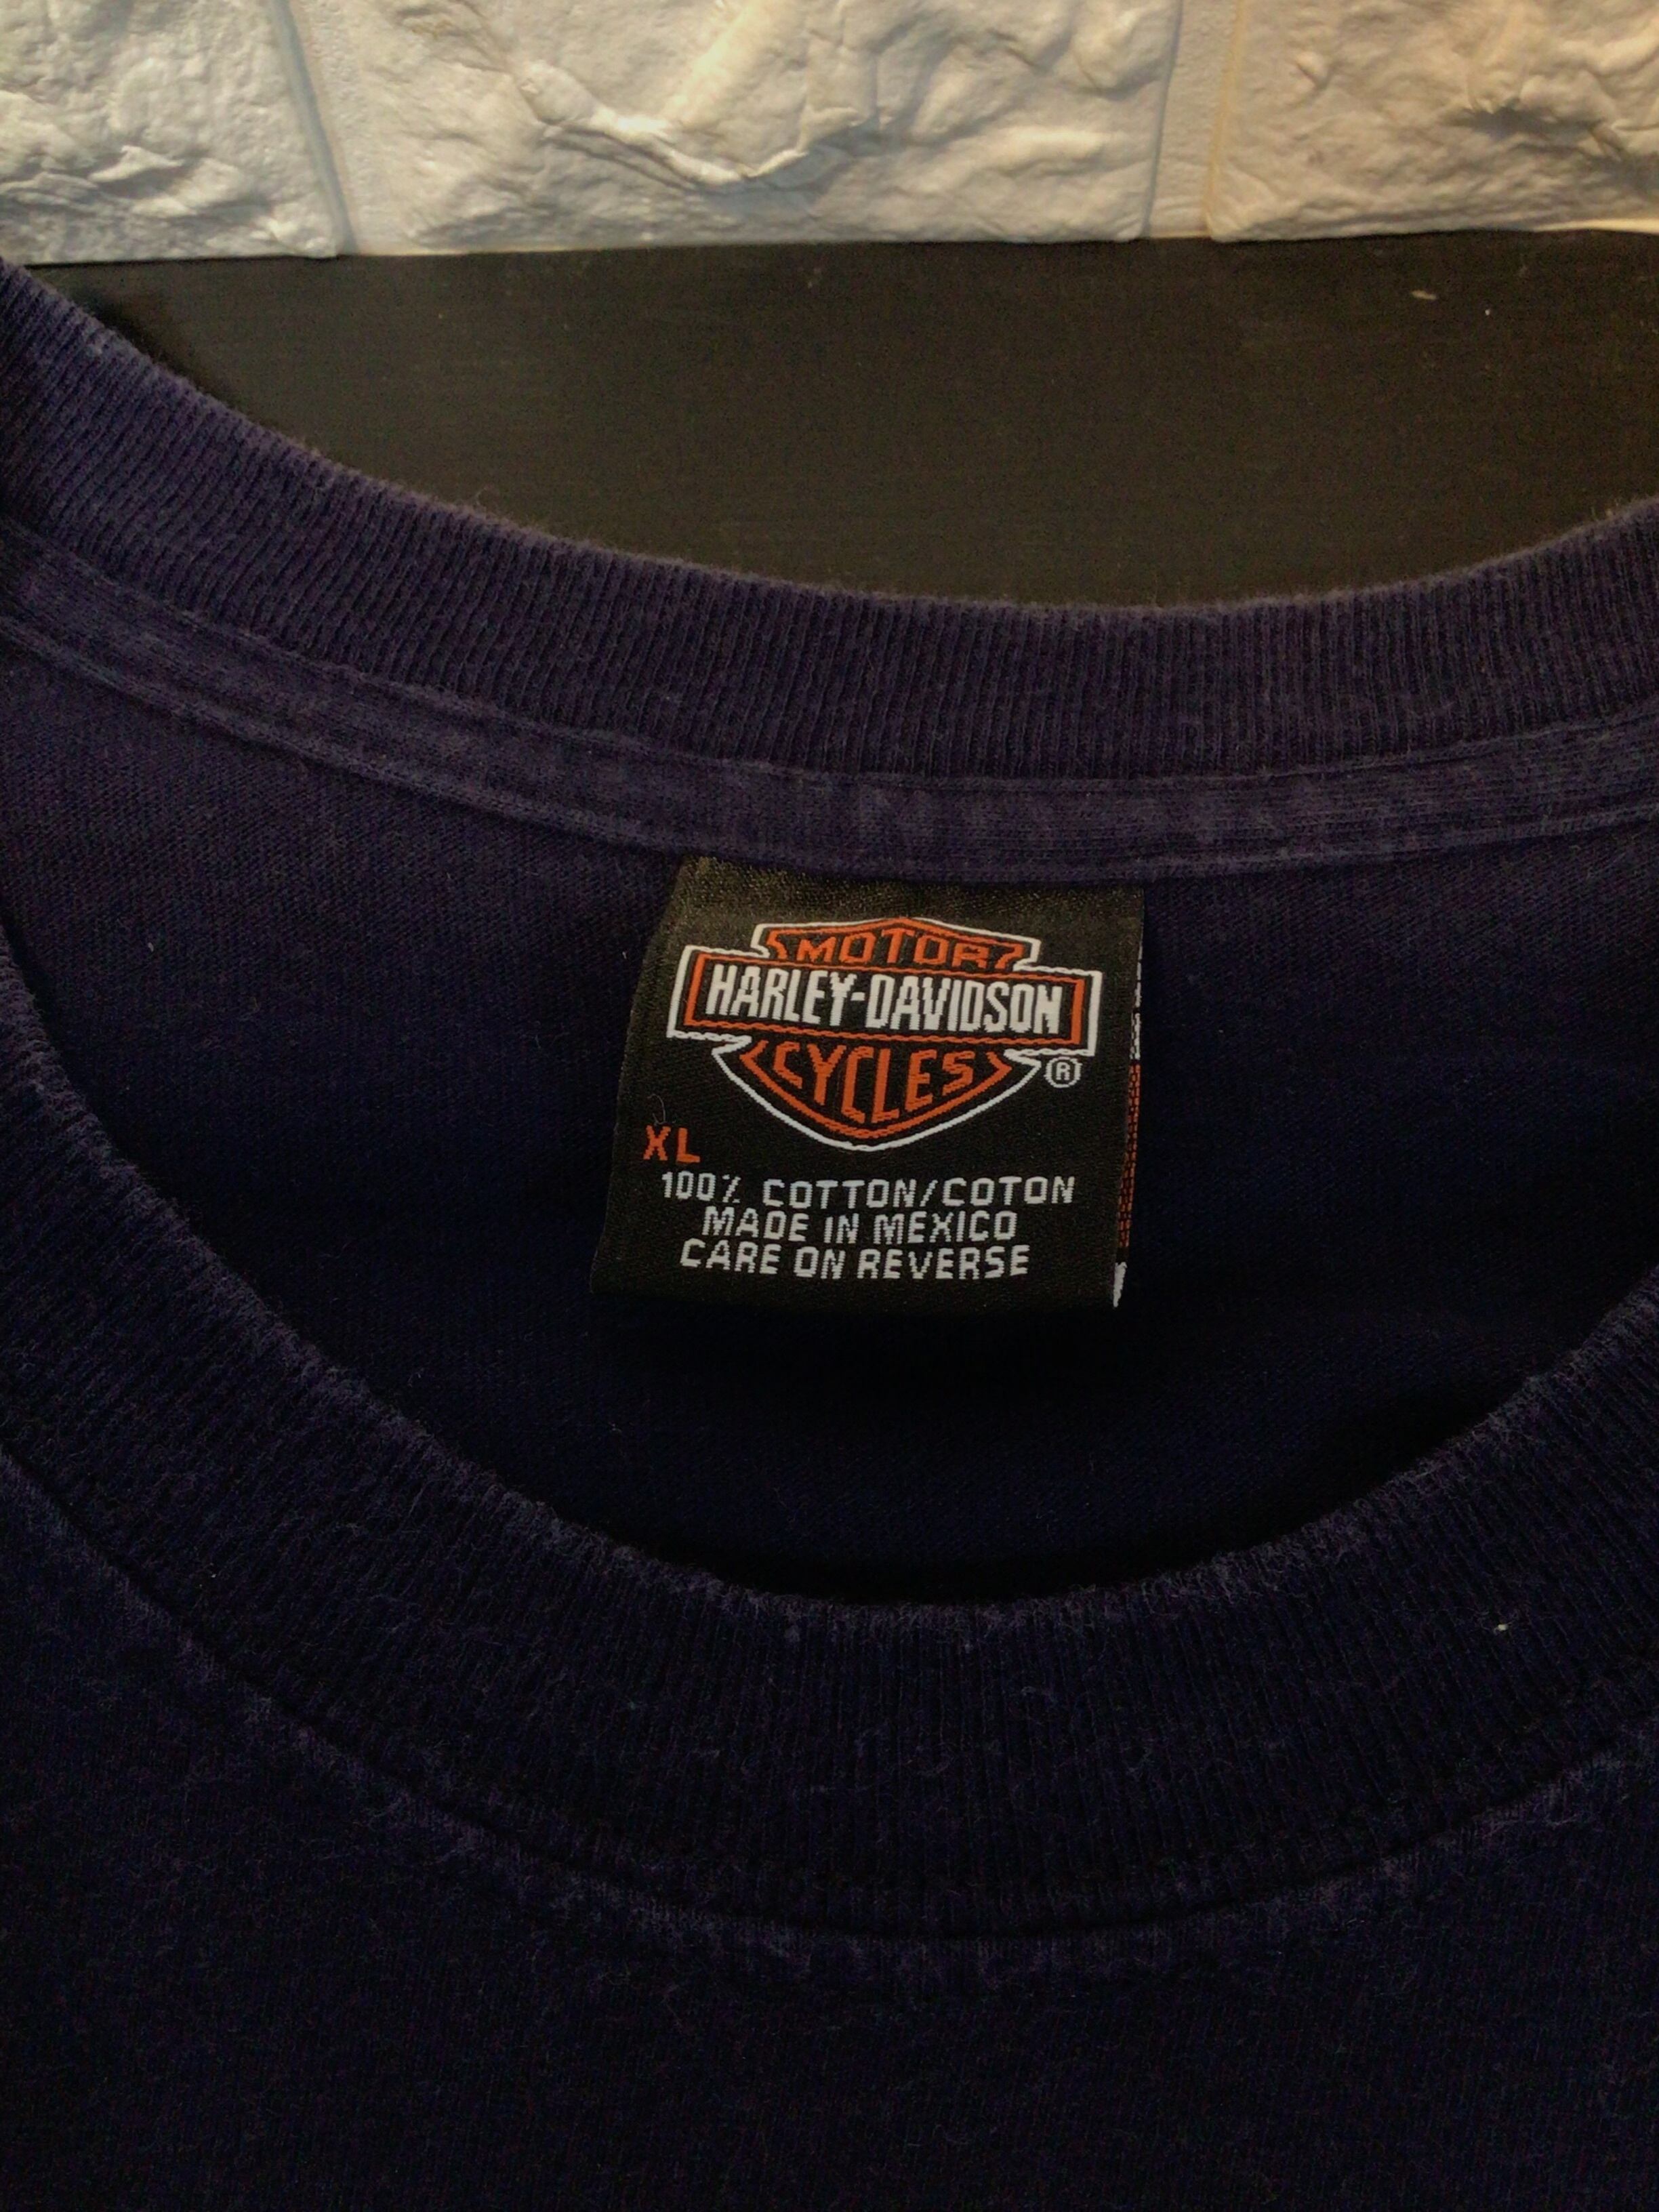 MOTOR
HARLEY-DAVIDSON
CYCLES
®
XL
100% COTTON/COTON
MADE IN MEXICO
CARE ON REVERSE